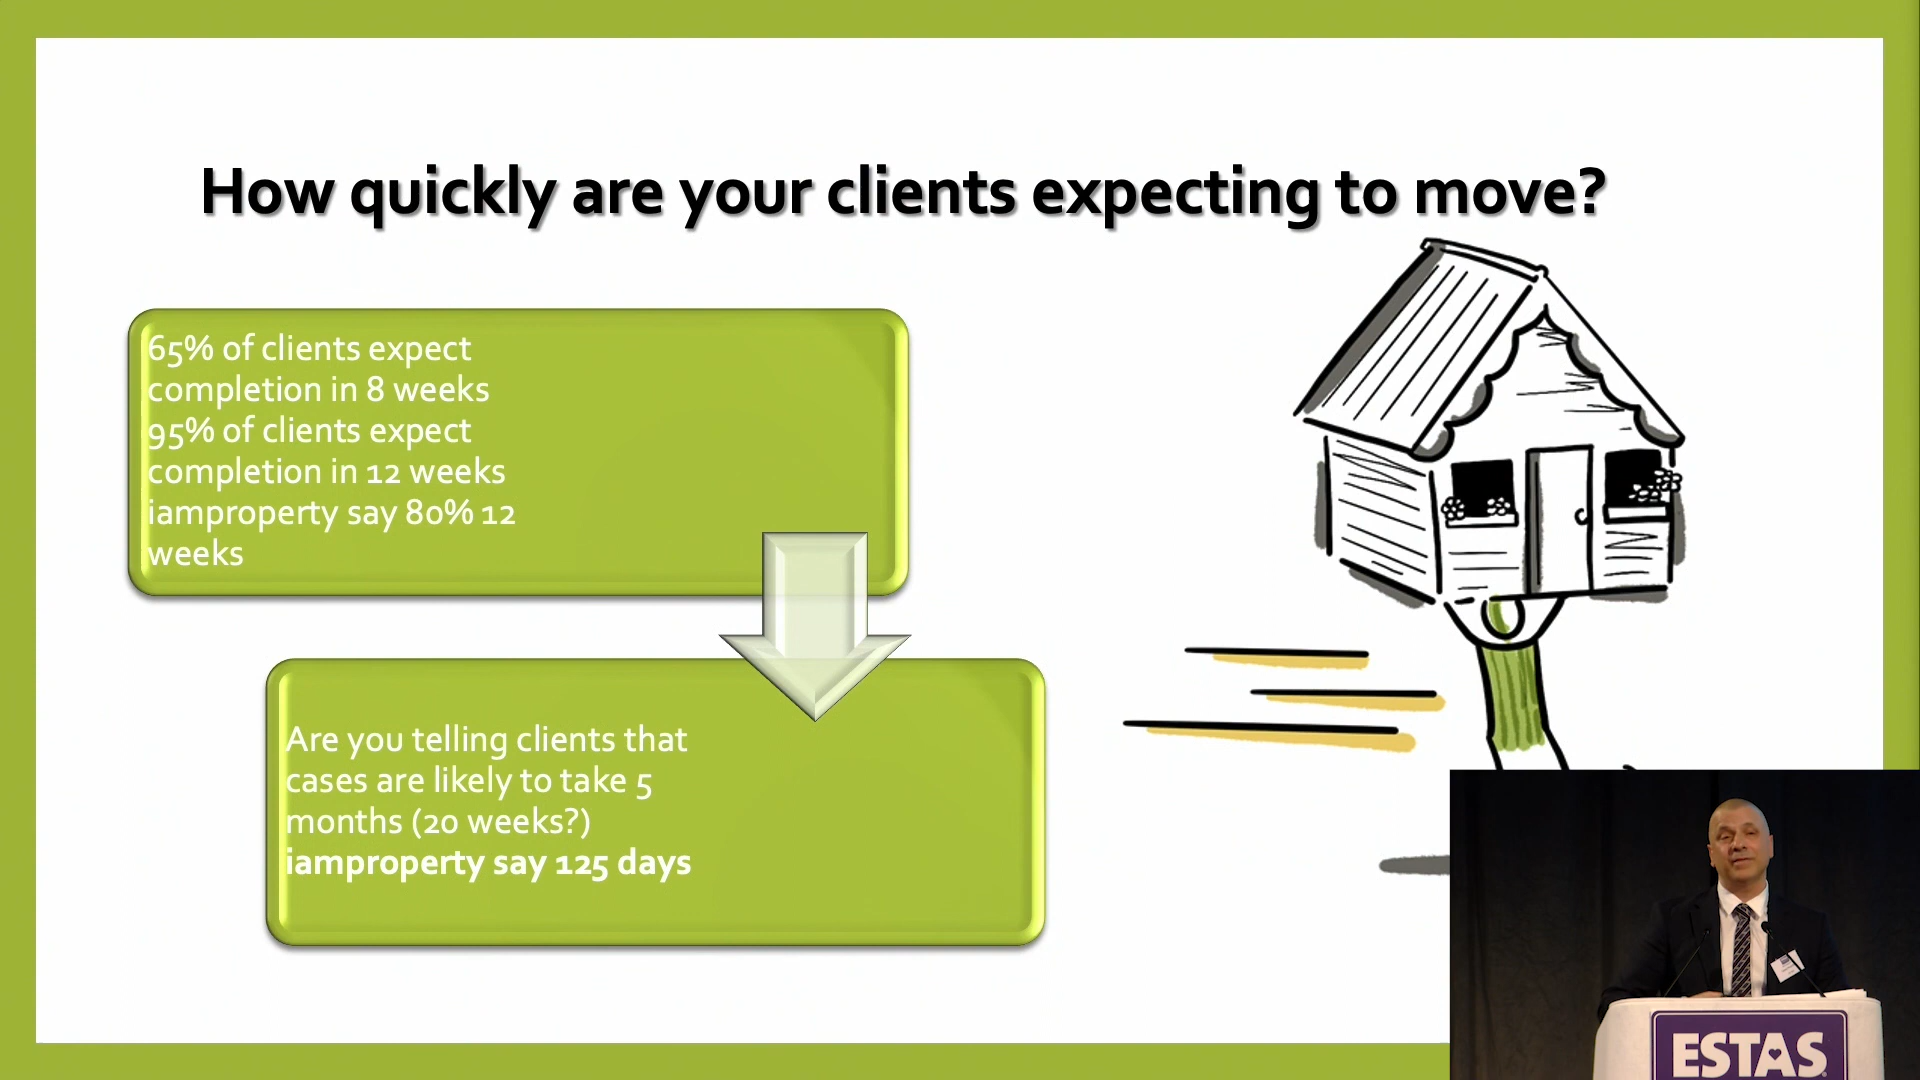 How quickly are your clients expecting to move?
65% of clients expect
completion in 8 weeks
95% of clients expect
completion in 12 weeks
iamproperty say 80% 12
weeks
Are you telling clients that
cases are likely to take 5
months (20 weeks?)
iamproperty say 125 days
ESTAS